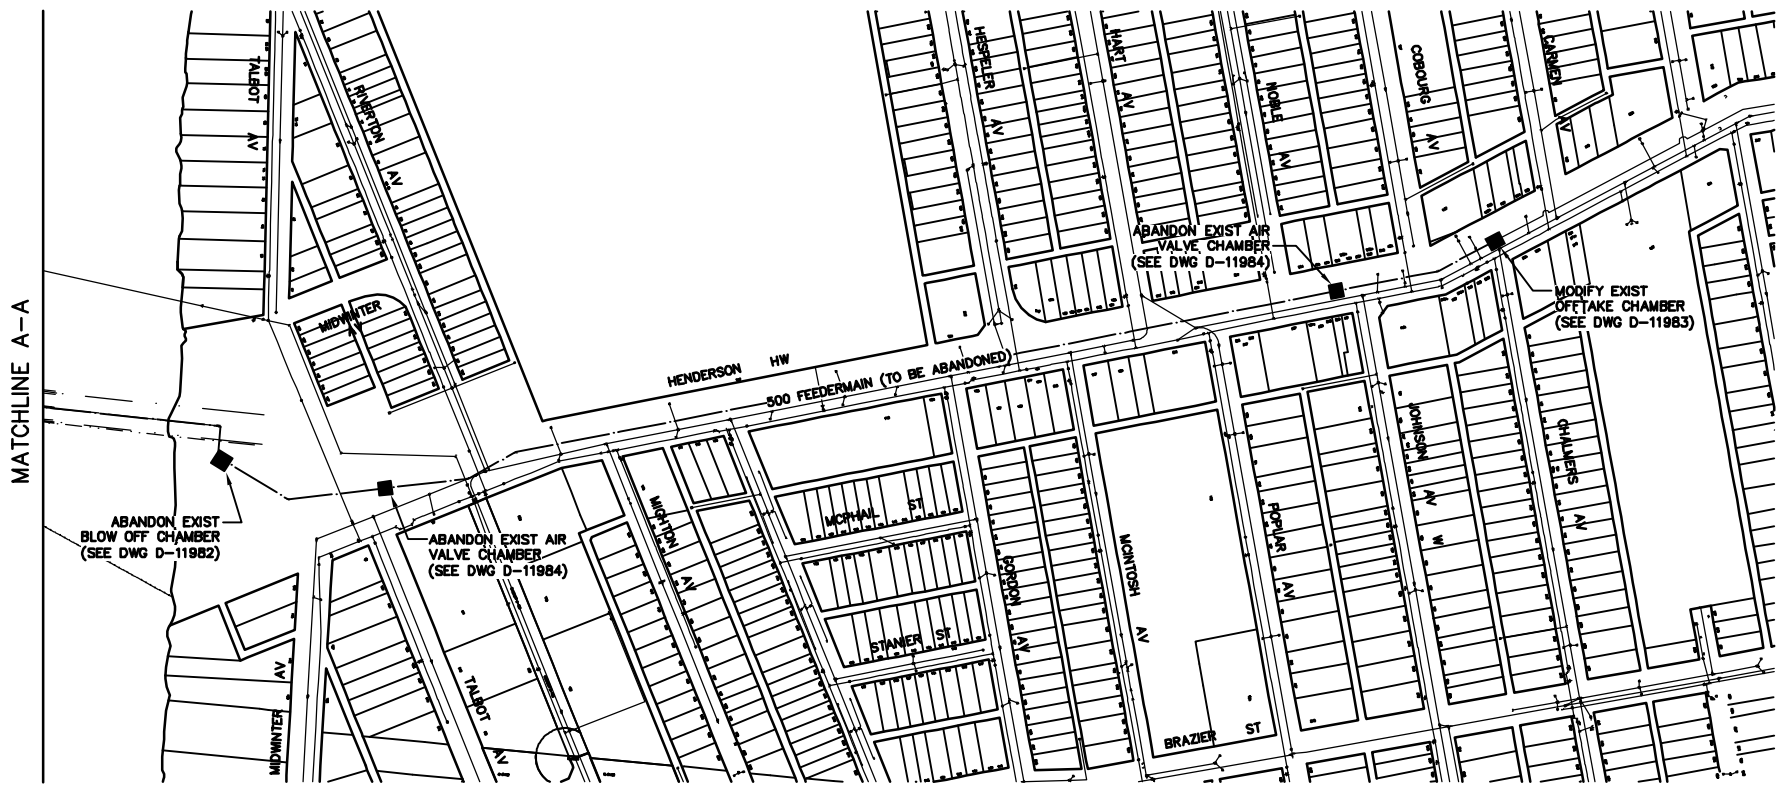 MATCHLINE A-A
TALBOT AV
RIVERTON AV
MIDWINTER AV
HENDERSON HW
500 FEEDERMAIN (TO BE ABANDONED)
HESPELER AV
HART AV
NOBLE AV
COBOURG AV
CARMEN AV
ABANDON EXIST AIR
VALVE CHAMBER
(SEE DWG D-11984)
MODIFY EXIST
OFFTAKE CHAMBER
(SEE DWG D-11983)
ABANDON EXIST
BLOW OFF CHAMBER
(SEE DWG D-11982)
ABANDON EXIST AIR
VALVE CHAMBER
(SEE DWG D-11984)
MIGHTON AV
MCPHAIL ST
STANIER ST
GORDON AV
MCINTOSH AV
POPLAR AV
JOHNSON AV W
CHALMERS AV
TALBOT AV
MIDWINTER AV
BRAZIER ST